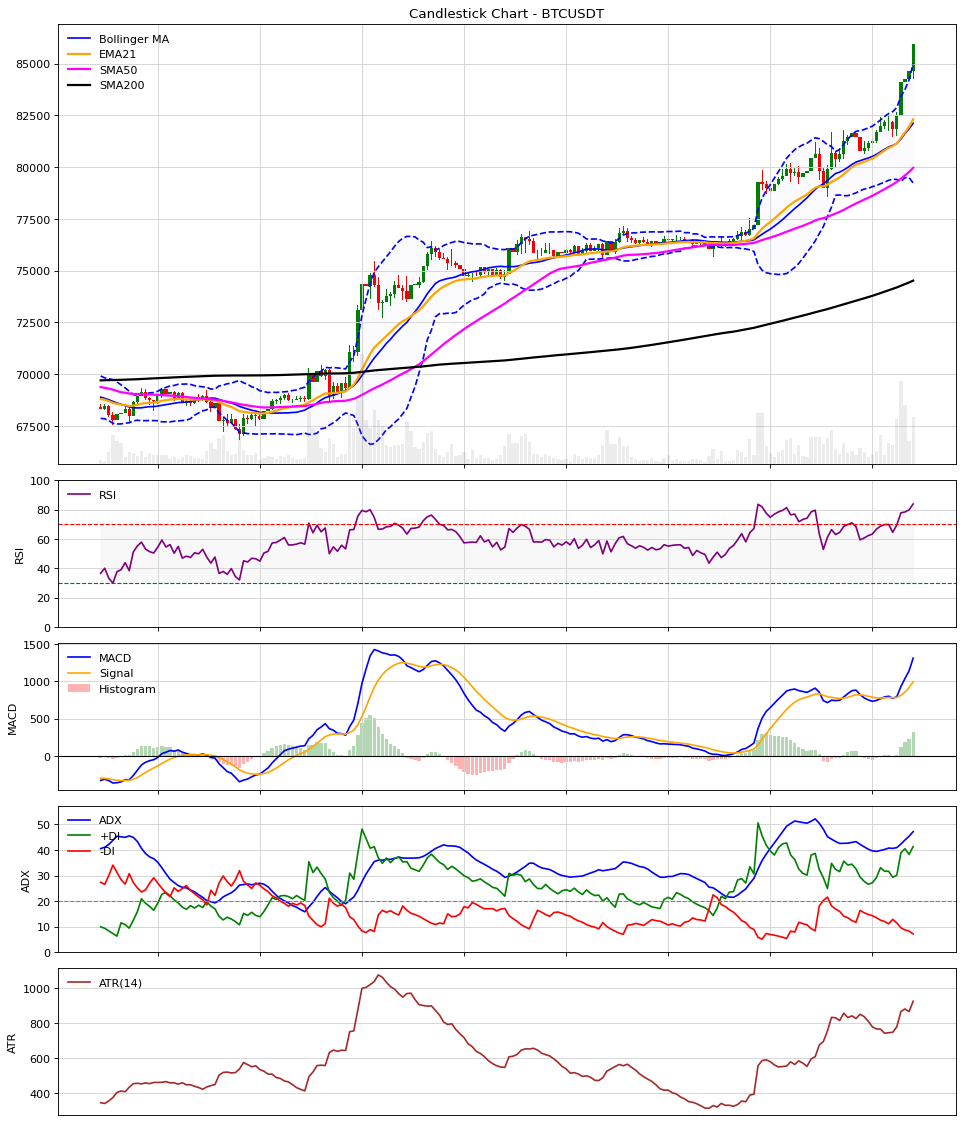 Candlestick Chart - BTCUSDT
Bollinger MA
EMA21
SMA50
SMA200
85000
82500
80000
77500
75000
72500
70000
67500
RSI
100
80
60
40
20
0
RSI
MACD
Signal
Histogram
1500
1000
500
0
MACD
ADX
+DI
-DI
50
40
30
20
10
0
ADX
ATR(14)
1000
800
600
400
ATR